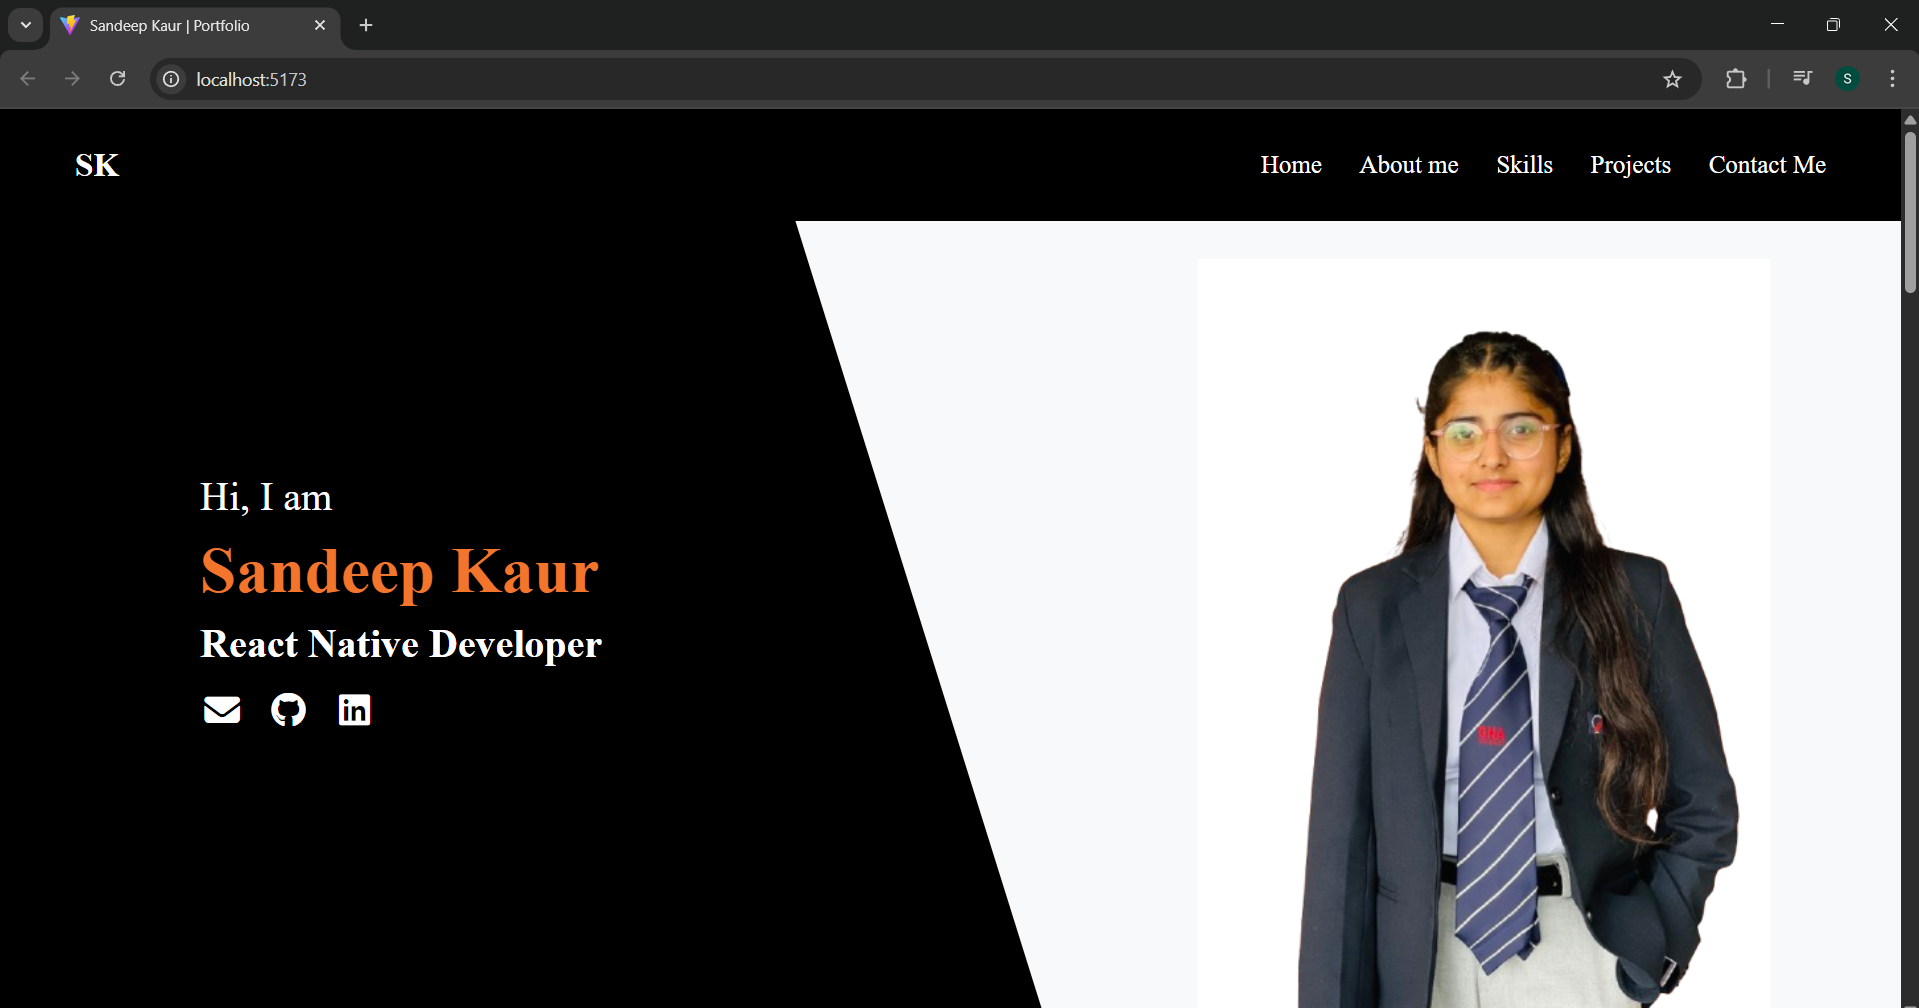 Sandeep Kaur | Portfolio
localhost:5173
S
SK
Home About me Skills Projects Contact Me
Hi, I am
Sandeep Kaur
React Native Developer
in